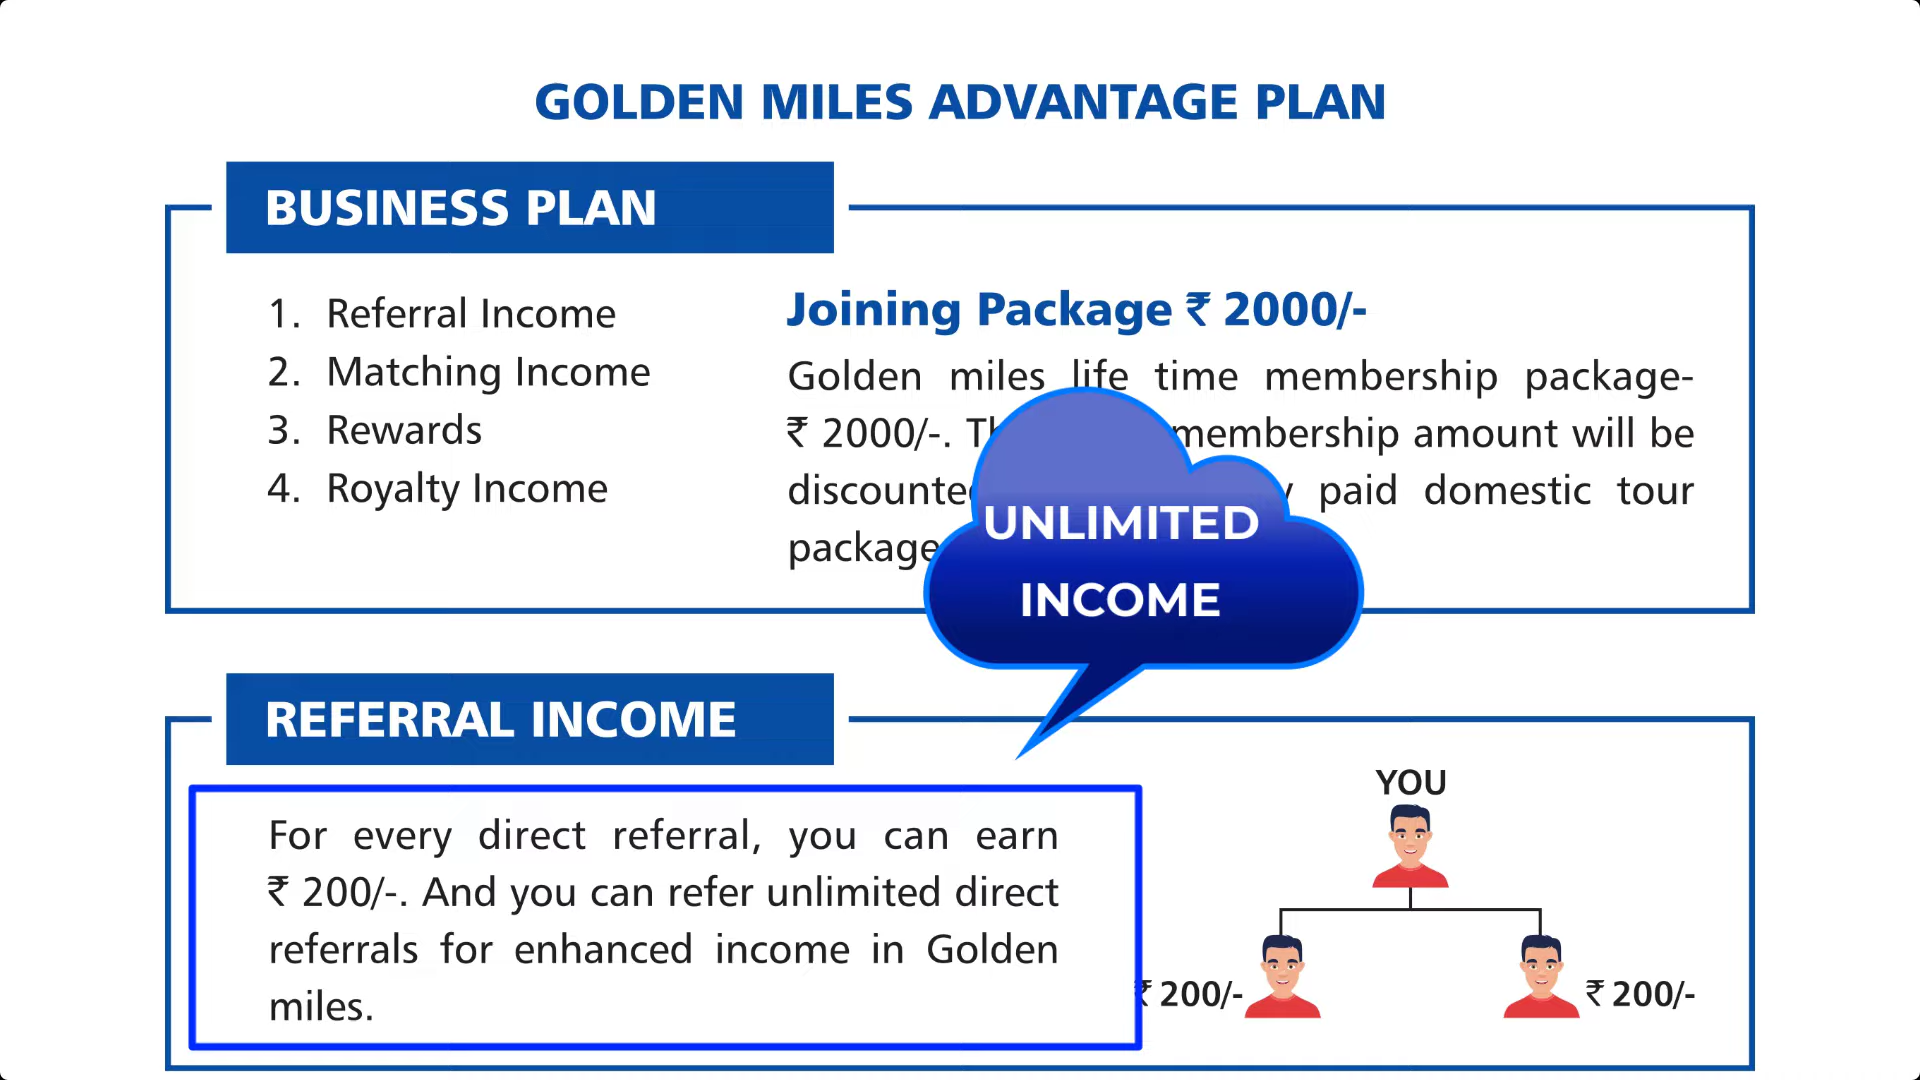 GOLDEN MILES ADVANTAGE PLAN
BUSINESS PLAN
1. Referral Income
2. Matching Income
3. Rewards
4. Royalty Income
Joining Package ₹ 2000/-
Golden miles life time membership package-
₹ 2000/-. membership amount will be
discounted paid domestic tour
package
UNLIMITED
INCOME
REFERRAL INCOME
For every direct referral, you can earn
₹ 200/-. And you can refer unlimited direct
referrals for enhanced income in Golden
miles.
YOU
₹ 200/-
₹ 200/-